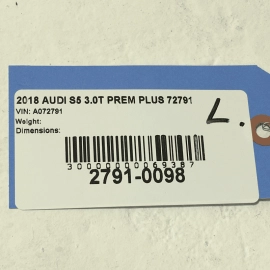 2018 AUDI S5 3.0T PREM PLUS 72791
VIN: A072791
Weight:
Dimensions:
L.
3000000069387
2791-0098